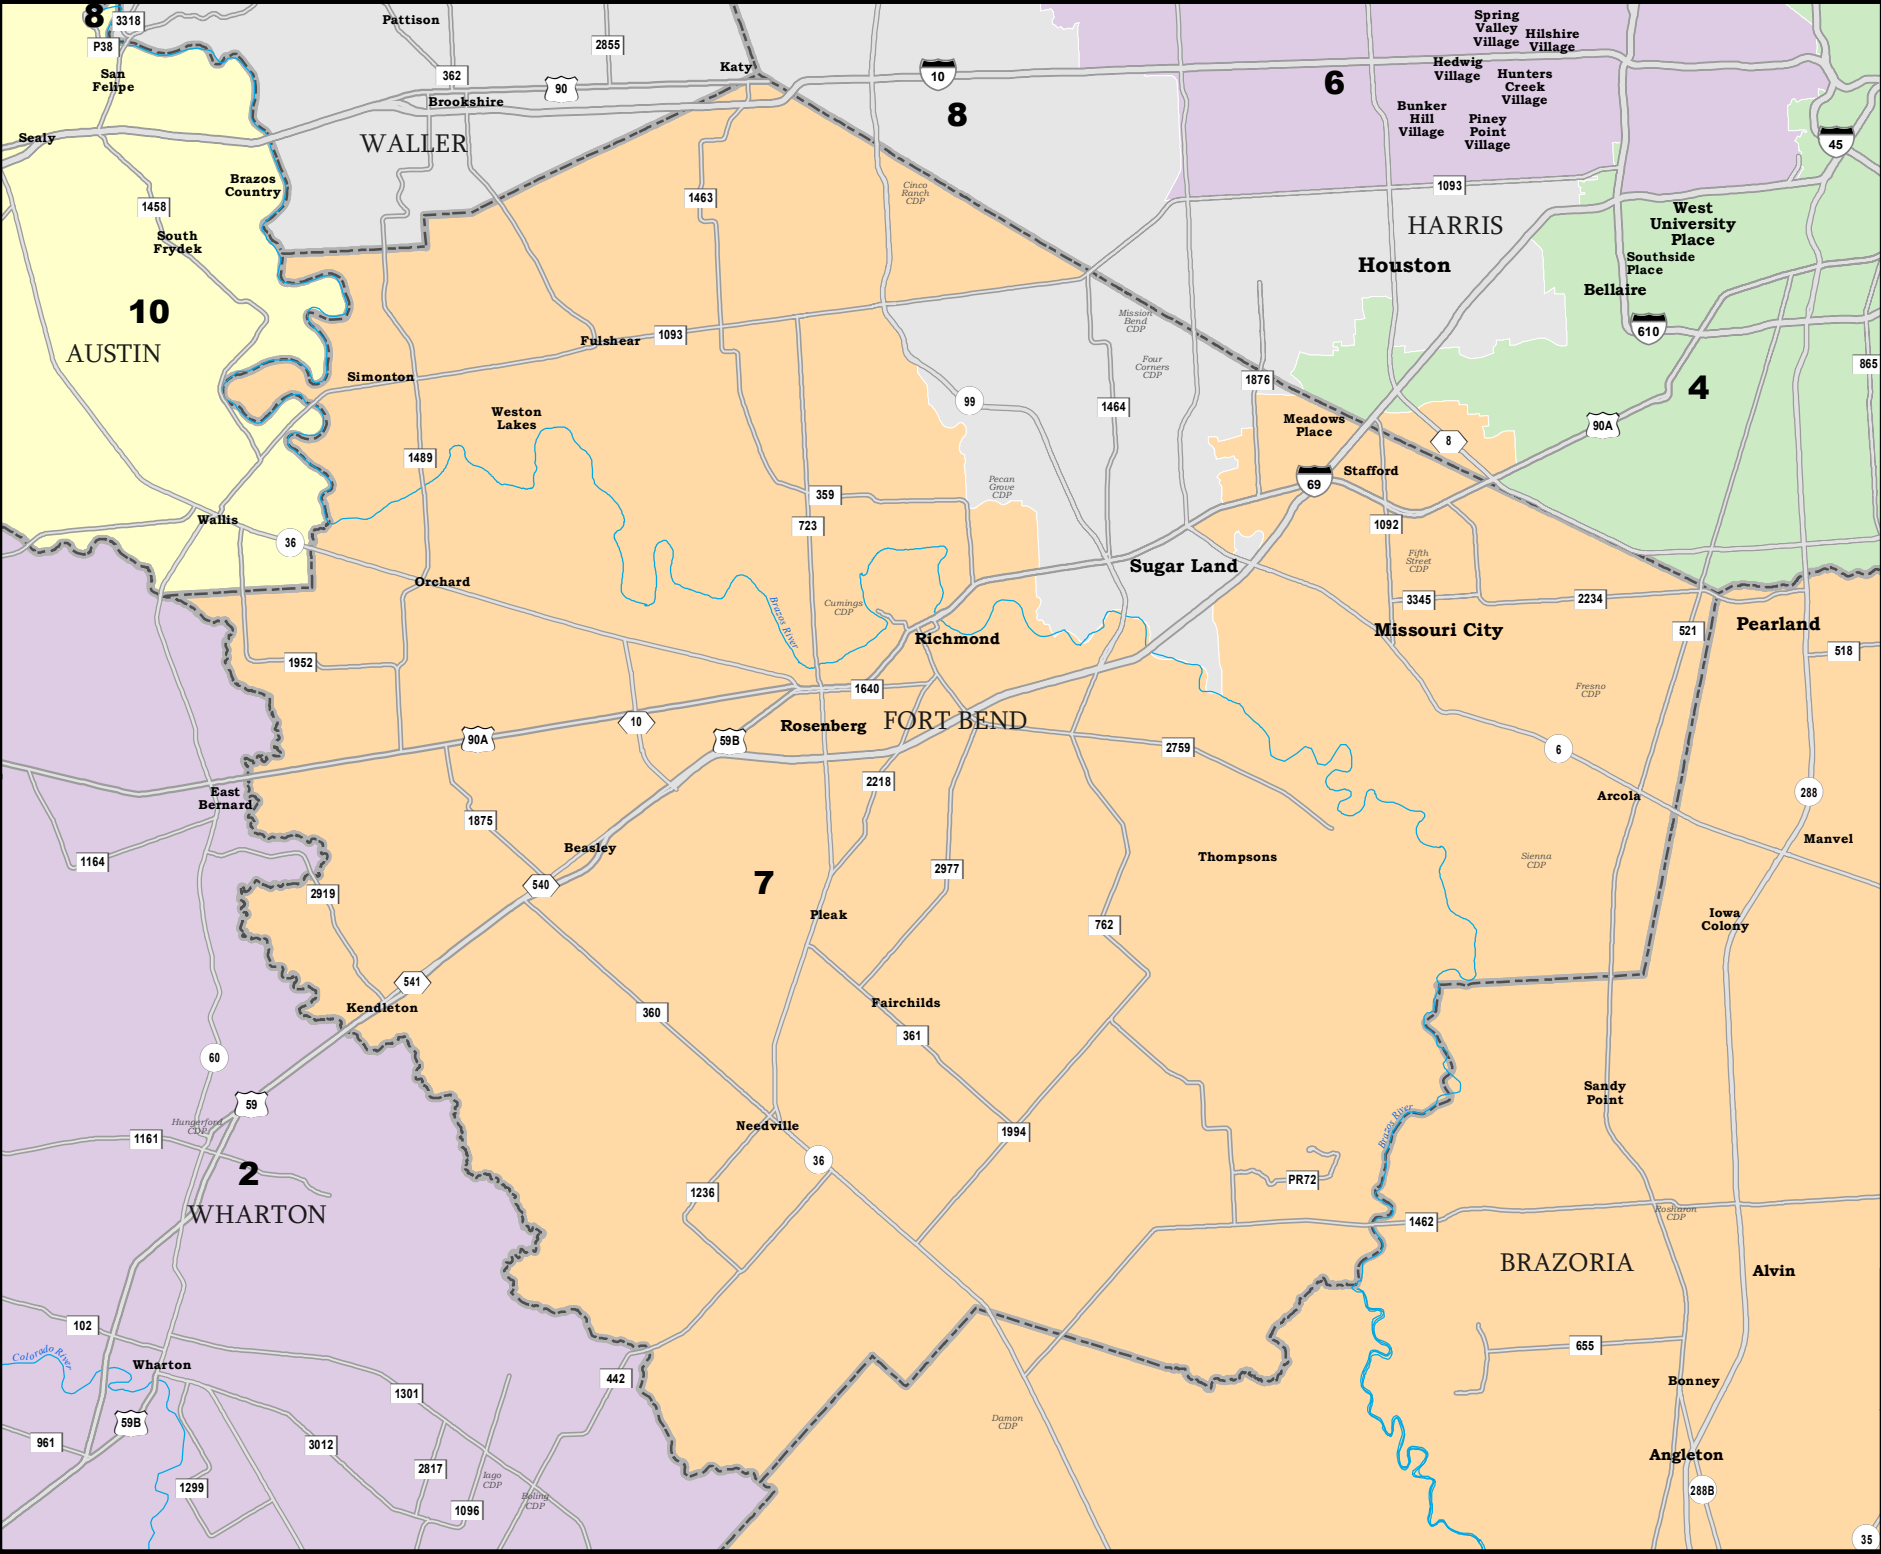 8
3318
Pattison
P38
2855
San
Felipe
362
90
Brookshire
Katy
10
8
6
Spring
Valley
Village
Hilshire
Village
Hedwig
Village
Hunters
Creek
Village
Bunker
Hill
Village
Piney
Point
Village
45
Sealy
WALLER
Brazos
Country
1458
South
Frydek
1463
Cinco
Ranch
CDP
1093
HARRIS
Houston
West
University
Place
Southside
Place
Bellaire
610
10
AUSTIN
Fulshear
1093
Simonton
Weston
Lakes
1489
Mission
Bend
CDP
Four
Corners
CDP
99
1464
1876
Meadows
Place
8
90A
4
865
Stafford
69
Pecan
Grove
CDP
359
723
1092
Wallis
36
Orchard
Fifth
Street
CDP
Sugar Land
Cumings
CDP
Brazos River
Richmond
3345
2234
Missouri City
521
Pearland
518
1952
1640
Fresno
CDP
10
Rosenberg
FORT BEND
90A
59B
2759
6
2218
East
Bernard
Arcola
288
1875
Manvel
Beasley
Thompsons
Sienna
CDP
1164
540
7
2977
2919
Pleak
762
Iowa
Colony
541
Kendleton
360
Fairchilds
361
60
59
Sandy
Point
Hungerford
CDP
1161
Needville
1994
Brazos River
36
2
1236
PR72
WHARTON
1462
Rosharon
CDP
BRAZORIA
Alvin
102
Colorado River
Wharton
655
442
1301
Bonney
59B
Damon
CDP
961
3012
2817
Angleton
1299
Iago
CDP
Boling
CDP
1096
288B
35